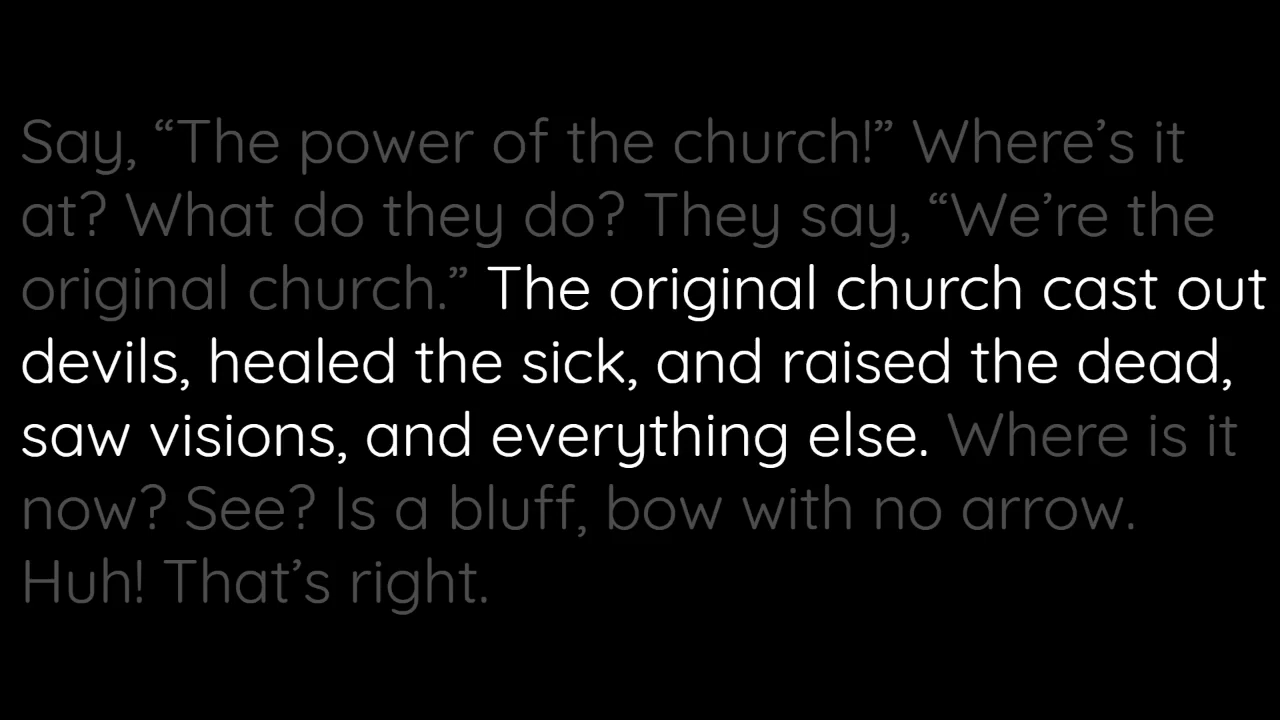 Say, “The power of the church!” Where’s it
at? What do they do? They say, “We’re the
original church.” The original church cast out
devils, healed the sick, and raised the dead,
saw visions, and everything else. Where is it
now? See? Is a bluff, bow with no arrow.
Huh! That’s right.